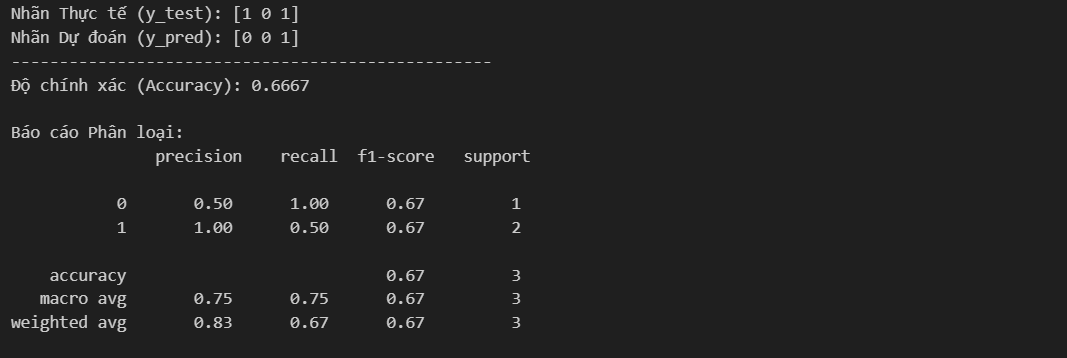 Nhãn Thực tế (y_test): [1 0 1]
Nhãn Dự đoán (y_pred): [0 0 1]
--------------------------------------------------
Độ chính xác (Accuracy): 0.6667
Báo cáo Phân loại:
precision recall f1-score support
0 0.50 1.00 0.67 1
1 1.00 0.50 0.67 2
accuracy 0.67 3
macro avg 0.75 0.75 0.67 3
weighted avg 0.83 0.67 0.67 3